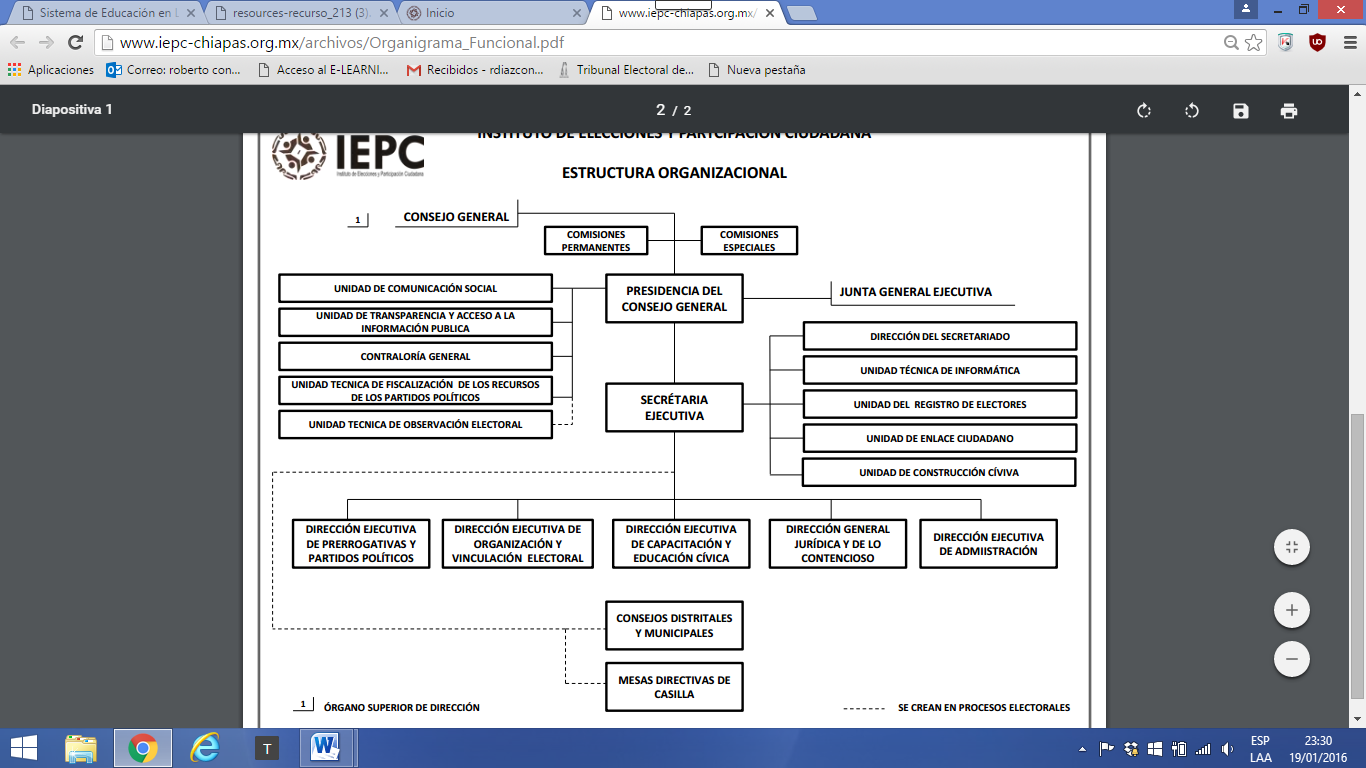 Sistema de Educación en L
resources-recurso_213 (3).
Inicio
www.iepc-chiapas.org.mx/
www.iepc-chiapas.org.mx/archivos/Organigrama_Funcional.pdf
Aplicaciones
Correo: roberto con...
Acceso al E-LEARNI...
Recibidos - rdiazcon...
Tribunal Electoral de...
Nueva pestaña
Diapositiva 1
2 / 2
INSTITUTO DE ELECCIONES Y PARTCIPACIÓN CIUDADANA
IEPC
Instituto de Elecciones y Participación Ciudadana
ESTRUCTURA ORGANIZACIONAL
1
CONSEJO GENERAL
COMISIONES
PERMANENTES
COMISIONES
ESPECIALES
UNIDAD DE COMUNICACIÓN SOCIAL
UNIDAD DE TRANSPARENCIA Y ACCESO A LA
INFORMACIÓN PUBLICA
CONTRALORÍA GENERAL
UNIDAD TECNICA DE FISCALIZACIÓN DE LOS RECURSOS
DE LOS PARTIDOS POLÍTICOS
UNIDAD TECNICA DE OBSERVACIÓN ELECTORAL
PRESIDENCIA DEL
CONSEJO GENERAL
JUNTA GENERAL EJECUTIVA
SECRÉTARIA
EJECUTIVA
DIRECCIÓN DEL SECRETARIADO
UNIDAD TÉCNICA DE INFORMÁTICA
UNIDAD DEL REGISTRO DE ELECTORES
UNIDAD DE ENLACE CIUDADANO
UNIDAD DE CONSTRUCCIÓN CÍVIVA
DIRECCIÓN EJECUTIVA
DE PRERROGATIVAS Y
PARTIDOS POLÍTICOS
DIRECCIÓN EJECUTIVA DE
ORGANIZACIÓN Y
VINCULACIÓN ELECTORAL
DIRECCIÓN EJECUTIVA
DE CAPACITACIÓN Y
EDUCACIÓN CÍVICA
DIRECCIÓN GENERAL
JURÍDICA Y DE LO
CONTENCIOSO
DIRECCIÓN EJECUTIVA
DE ADMIISTRACIÓN
CONSEJOS DISTRITALES
Y MUNICIPALES
MESAS DIRECTIVAS DE
CASILLA
1 ÓRGANO SUPERIOR DE DIRECCIÓN
SE CREAN EN PROCESOS ELECTORALES
T
ESP
LAA
23:30
19/01/2016